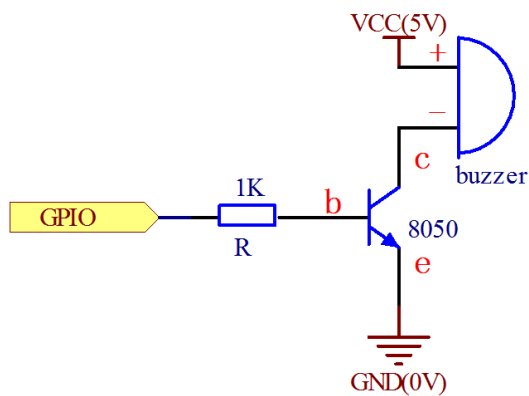 VCC(5V)
+
−
c
buzzer
1K
b
GPIO
8050
R
e
GND(0V)